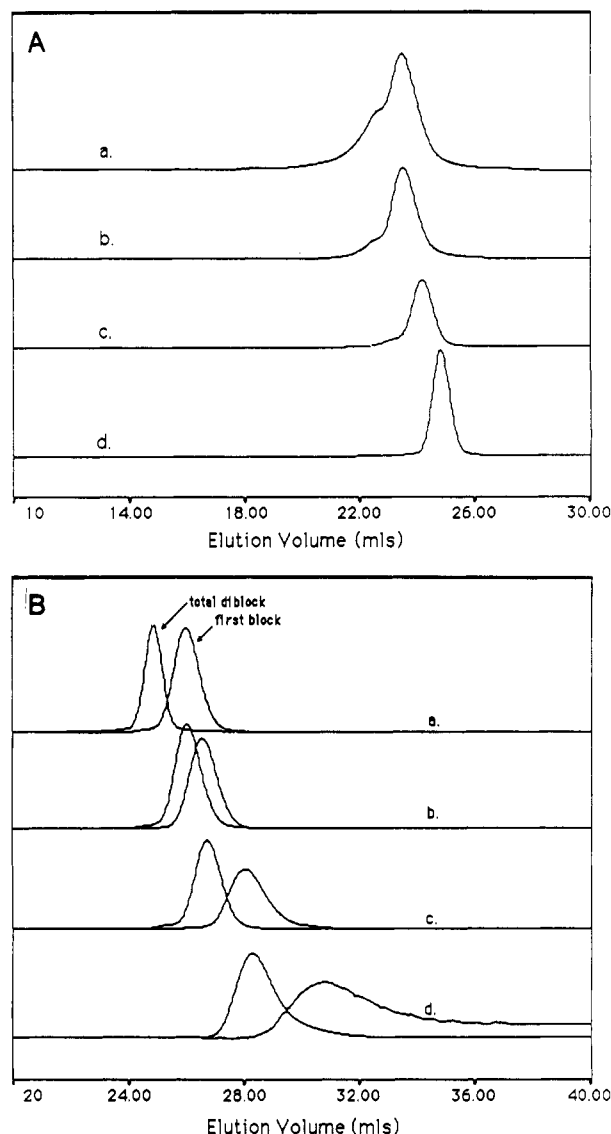 A
a.
b.
c.
d.
10 14.00 18.00 22.00 26.00 30.00
Elution Volume (mls)
B
total diblock
first block
a.
b.
c.
d.
20 24.00 28.00 32.00 36.00 40.00
Elution Volume (mls)